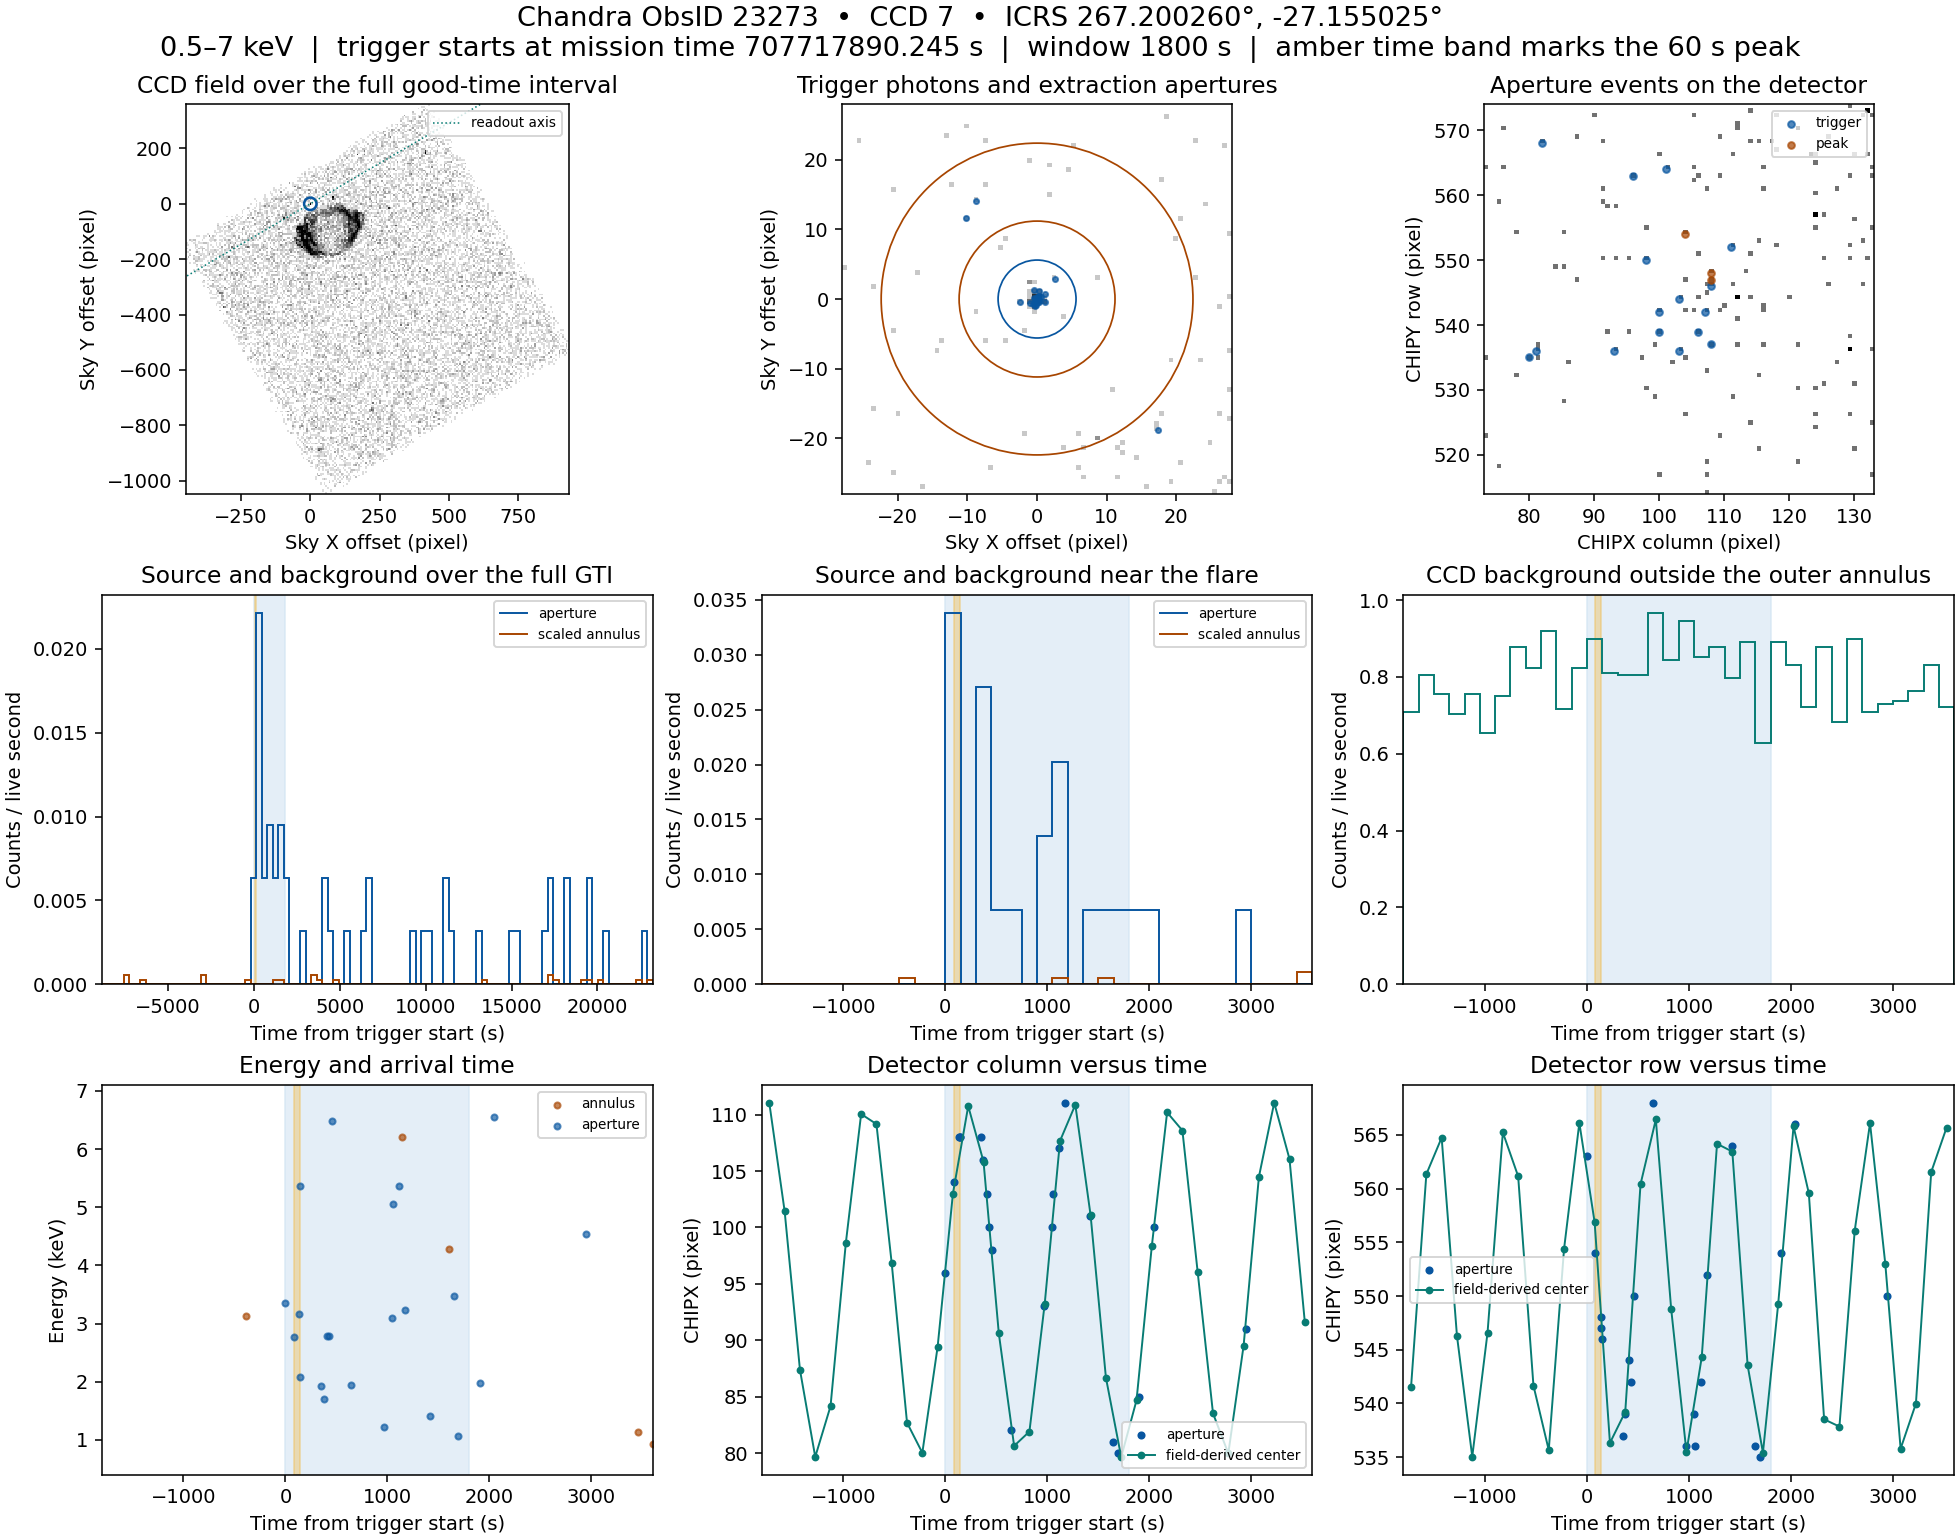 Chandra ObsID 23273 • CCD 7 • ICRS 267.200260°, -27.155025°
0.5–7 keV | trigger starts at mission time 707717890.245 s | window 1800 s | amber time band marks the 60 s peak
CCD field over the full good-time interval
readout axis
200
0
−200
−400
−600
−800
−1000
−250
0
250
500
750
Sky Y offset (pixel)
Sky X offset (pixel)
Trigger photons and extraction apertures
20
10
0
−10
−20
−20
−10
0
10
20
Sky Y offset (pixel)
Sky X offset (pixel)
Aperture events on the detector
trigger
peak
570
560
550
540
530
520
80
90
100
110
120
130
CHIPY row (pixel)
CHIPX column (pixel)
Source and background over the full GTI
aperture
scaled annulus
0.020
0.015
0.010
0.005
0.000
−5000
0
5000
10000
15000
20000
Counts / live second
Time from trigger start (s)
Source and background near the flare
aperture
scaled annulus
0.035
0.030
0.025
0.020
0.015
0.010
0.005
0.000
−1000
0
1000
2000
3000
Counts / live second
Time from trigger start (s)
CCD background outside the outer annulus
1.0
0.8
0.6
0.4
0.2
0.0
−1000
0
1000
2000
3000
Counts / live second
Time from trigger start (s)
Energy and arrival time
annulus
aperture
7
6
5
4
3
2
1
−1000
0
1000
2000
3000
Energy (keV)
Time from trigger start (s)
Detector column versus time
aperture
field-derived center
110
105
100
95
90
85
80
−1000
0
1000
2000
3000
CHIPX (pixel)
Time from trigger start (s)
Detector row versus time
aperture
field-derived center
565
560
555
550
545
540
535
−1000
0
1000
2000
3000
CHIPY (pixel)
Time from trigger start (s)